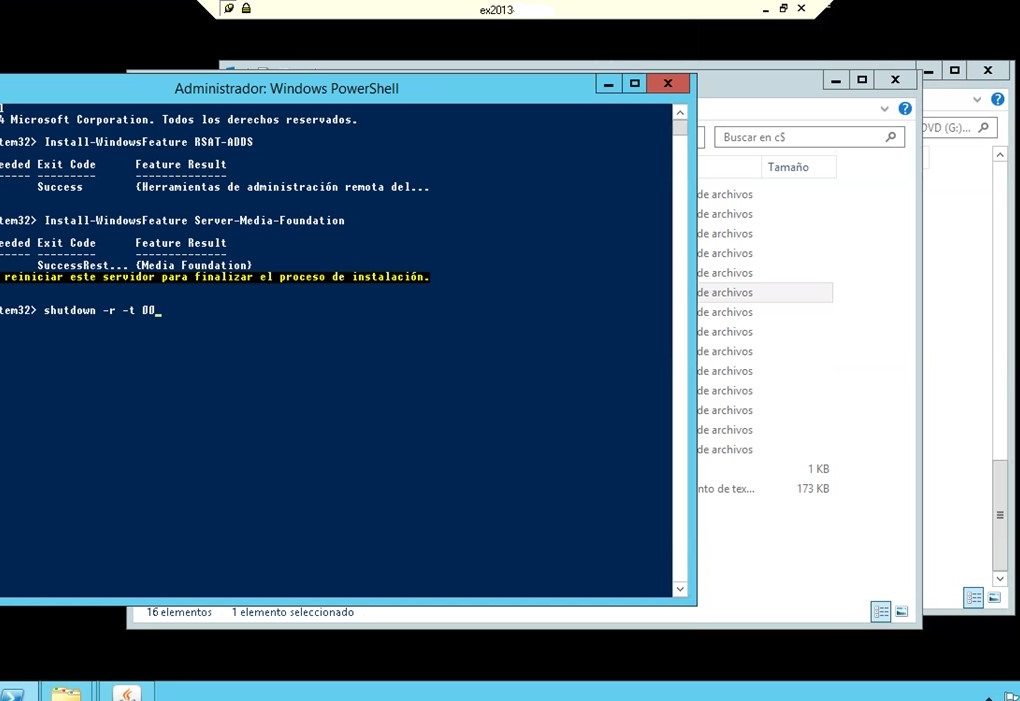 ex2013
Administrador: Windows PowerShell
4 Microsoft Corporation. Todos los derechos reservados.
tem32> Install-WindowsFeature RSAT-ADDS
eeded Exit Code Feature Result
----- --------- --------------
Success {Herramientas de administración remota del...
tem32> Install-WindowsFeature Server-Media-Foundation
eeded Exit Code Feature Result
----- --------- --------------
SuccessRest... {Media Foundation}
reiniciar este servidor para finalizar el proceso de instalación.
tem32> shutdown -r -t 00_
Buscar en c$
DVD (G:)...
Tamaño
de archivos
de archivos
de archivos
de archivos
de archivos
de archivos
de archivos
de archivos
de archivos
de archivos
de archivos
de archivos
de archivos
de archivos
1 KB
nto de tex... 173 KB
16 elementos 1 elemento seleccionado